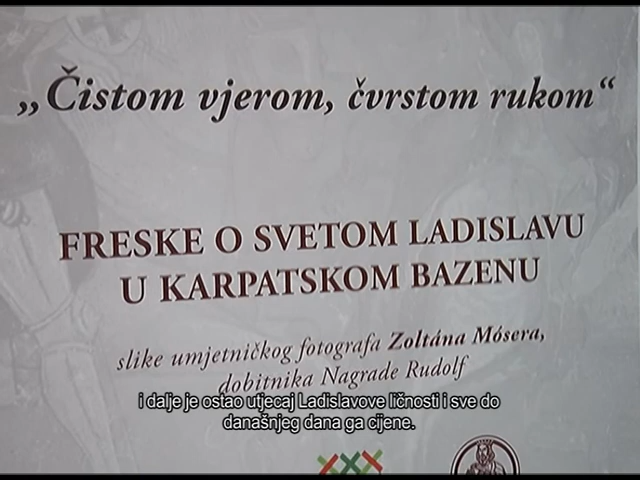 „Čistom vjerom, čvrstom rukom“
FRESKE O SVETOM LADISLAVU
U KARPATSKOM BAZENU
slike umjetničkog fotografa Zoltána Mósera,
dobitnika Nagrade Rudolf
i dalje je ostao utjecaj Ladislavove ličnosti i sve do
današnjeg dana ga cijene.